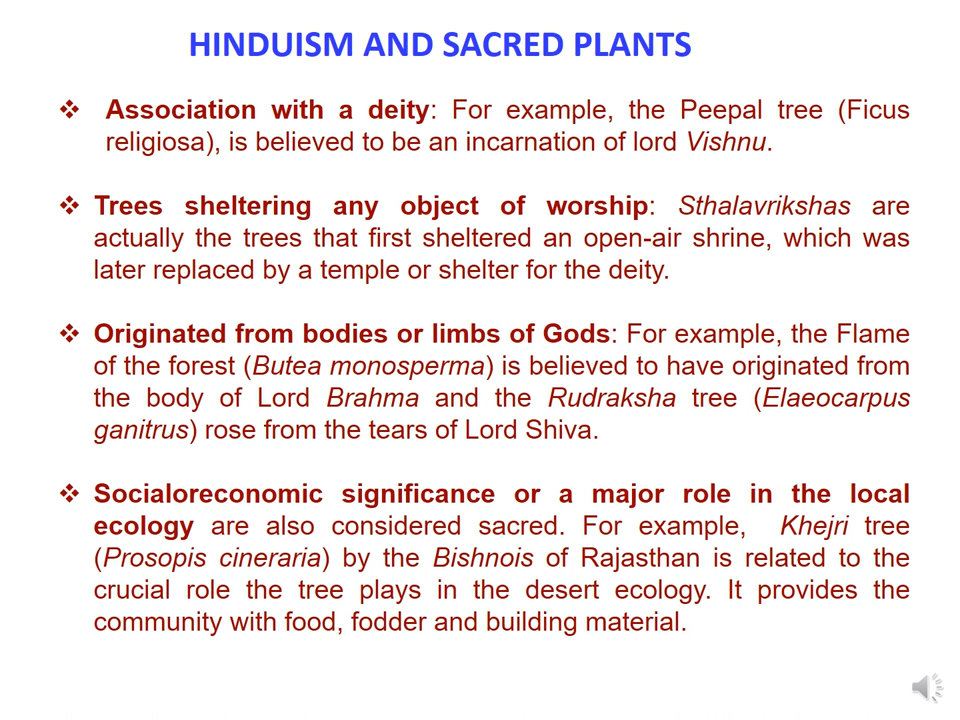 HINDUISM AND SACRED PLANTS
❖ Association with a deity: For example, the Peepal tree (Ficus
religiosa), is believed to be an incarnation of lord Vishnu.
❖ Trees sheltering any object of worship: Sthalavrikshas are
actually the trees that first sheltered an open-air shrine, which was
later replaced by a temple or shelter for the deity.
❖ Originated from bodies or limbs of Gods: For example, the Flame
of the forest (Butea monosperma) is believed to have originated from
the body of Lord Brahma and the Rudraksha tree (Elaeocarpus
ganitrus) rose from the tears of Lord Shiva.
❖ Socialoreconomic significance or a major role in the local
ecology are also considered sacred. For example, Khejri tree
(Prosopis cineraria) by the Bishnois of Rajasthan is related to the
crucial role the tree plays in the desert ecology. It provides the
community with food, fodder and building material.